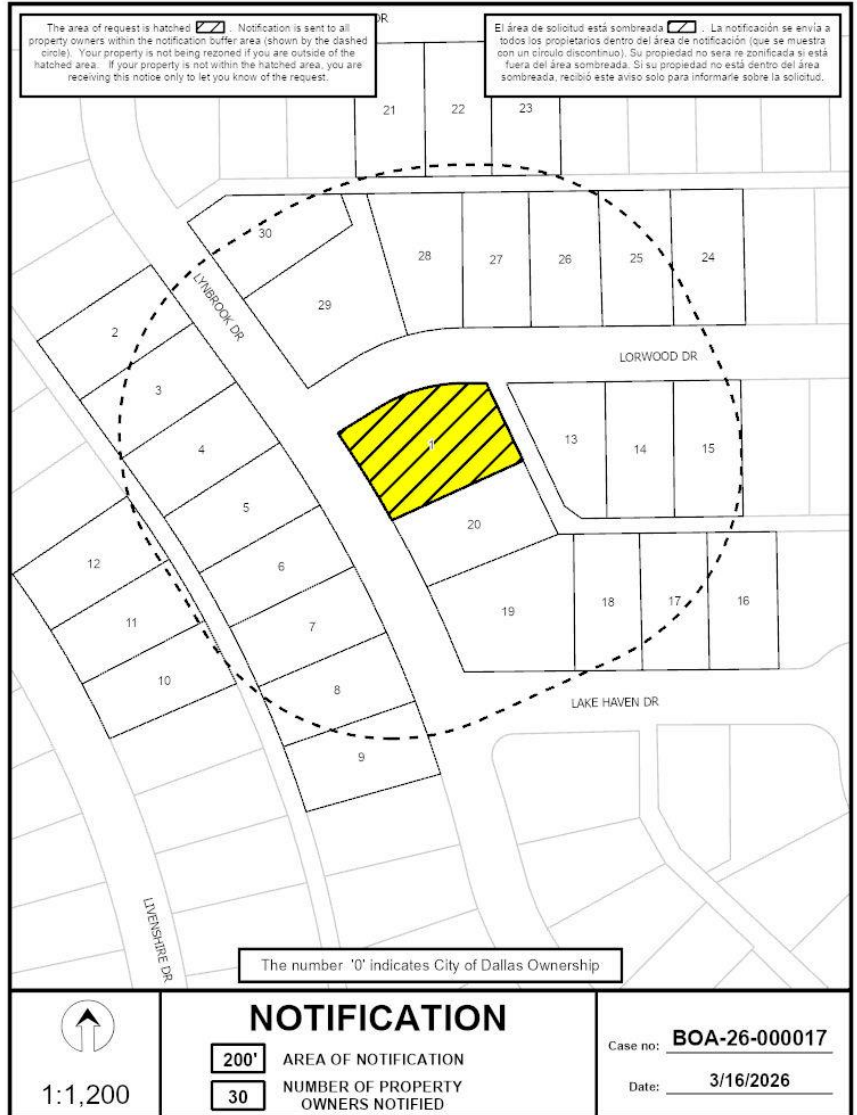 The area of request is hatched . Notification is sent to all
property owners within the notification buffer area (shown by the dashed
circle). Your property is not being rezoned if you are outside of the
hatched area. If your property is not within the hatched area, you are
receiving this notice only to let you know of the request.
DR
El área de solicitud está sombreada . La notificación se envía a
todos los propietarios dentro del área de notificación (que se muestra
con un círculo discontinuo). Su propiedad no sera re zonificada si está
fuera del área sombreada. Si su propiedad no está dentro del área
sombreada, recibió este aviso solo para informarle sobre la solicitud.
21
22
23
30
28
27
26
25
24
29
LYNBROOK DR
2
LORWOOD DR
3
1
13
14
15
4
5
20
12
6
11
19
18
17
16
7
10
8
LAKE HAVEN DR
9
LIVENSHIRE DR
The number '0' indicates City of Dallas Ownership
1:1,200
NOTIFICATION
200' AREA OF NOTIFICATION
30 NUMBER OF PROPERTY
OWNERS NOTIFIED
Case no: BOA-26-000017
Date: 3/16/2026